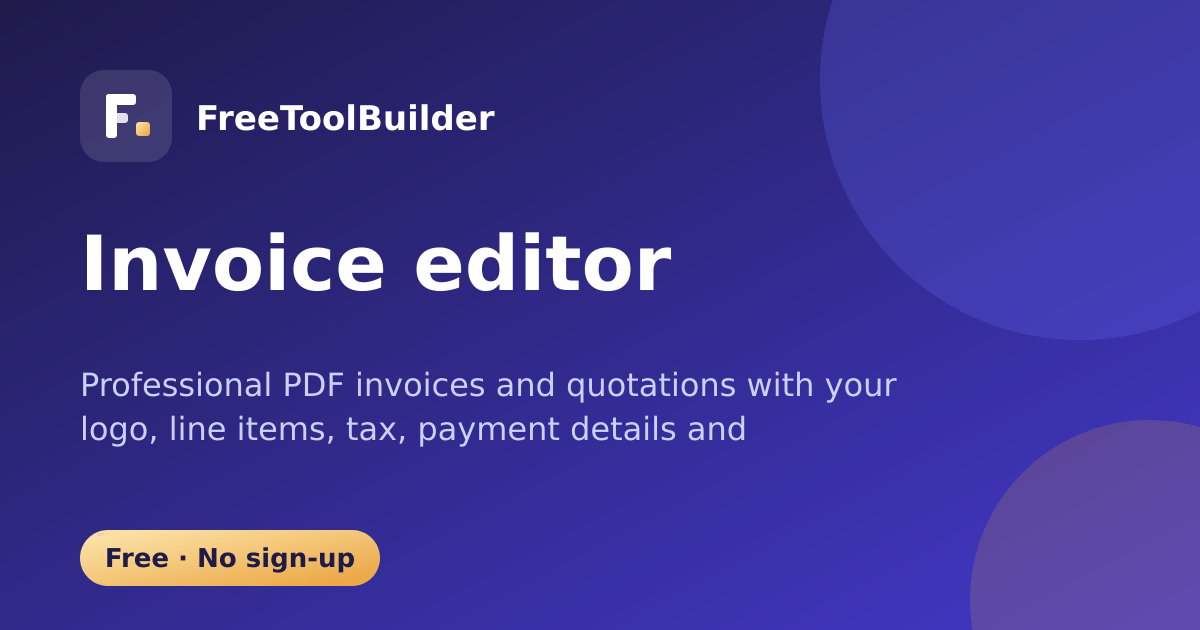 F.
FreeToolBuilder
Invoice editor
Professional PDF invoices and quotations with your
logo, line items, tax, payment details and
Free · No sign-up